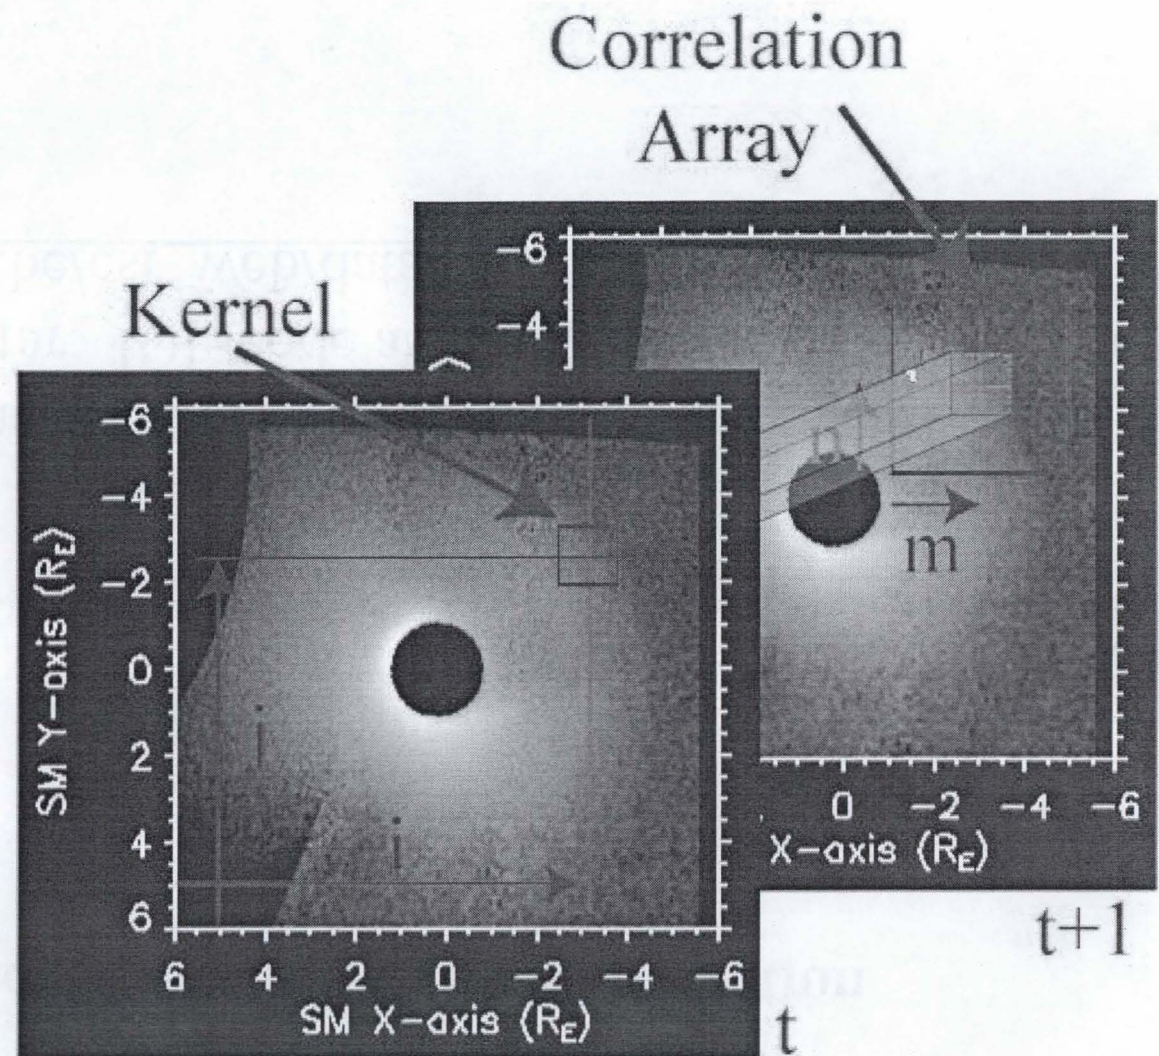 Correlation
Array
Kernel
-6
-4
-6
-4
-2
0
2
4
6
SM Y-axis (R_E)
6 4 2 0 -2 -4 -6
SM X-axis (R_E)
t
n
m
0 -2 -4 -6
X-axis (R_E)
t+1